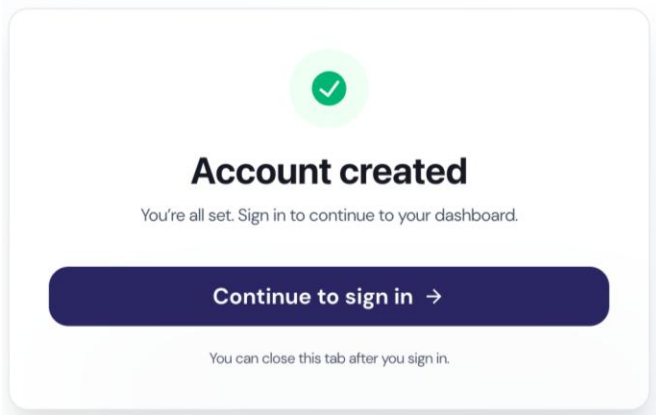 Account created
You’re all set. Sign in to continue to your dashboard.
Continue to sign in →
You can close this tab after you sign in.